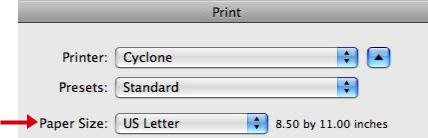 Print
Printer: Cyclone
Presets: Standard
Paper Size: US Letter 8.50 by 11.00 inches